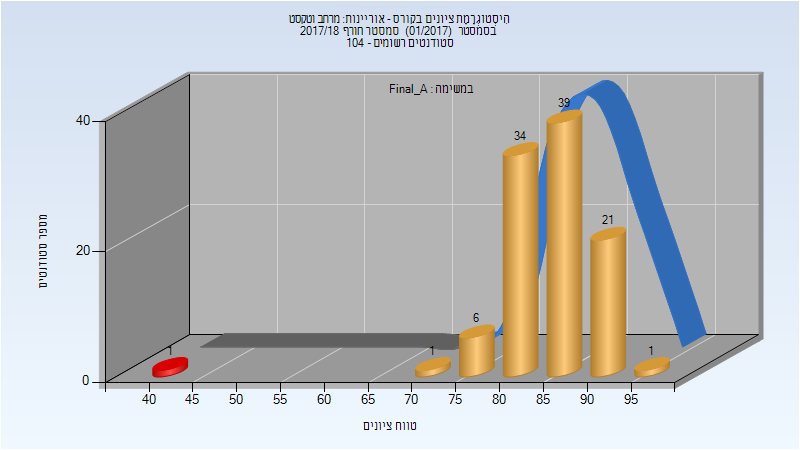 היסטוגרמת ציונים בקורס - אוריינות: מרחב וטקסט
בסמסטר (01/2017) סמסטר חורף 2017/18
סטודנטים רשומים - 104
במשימה : Final_A
מספר סטודנטים
40
20
0
1
1
6
34
39
21
1
40 45 50 55 60 65 70 75 80 85 90 95
טווח ציונים